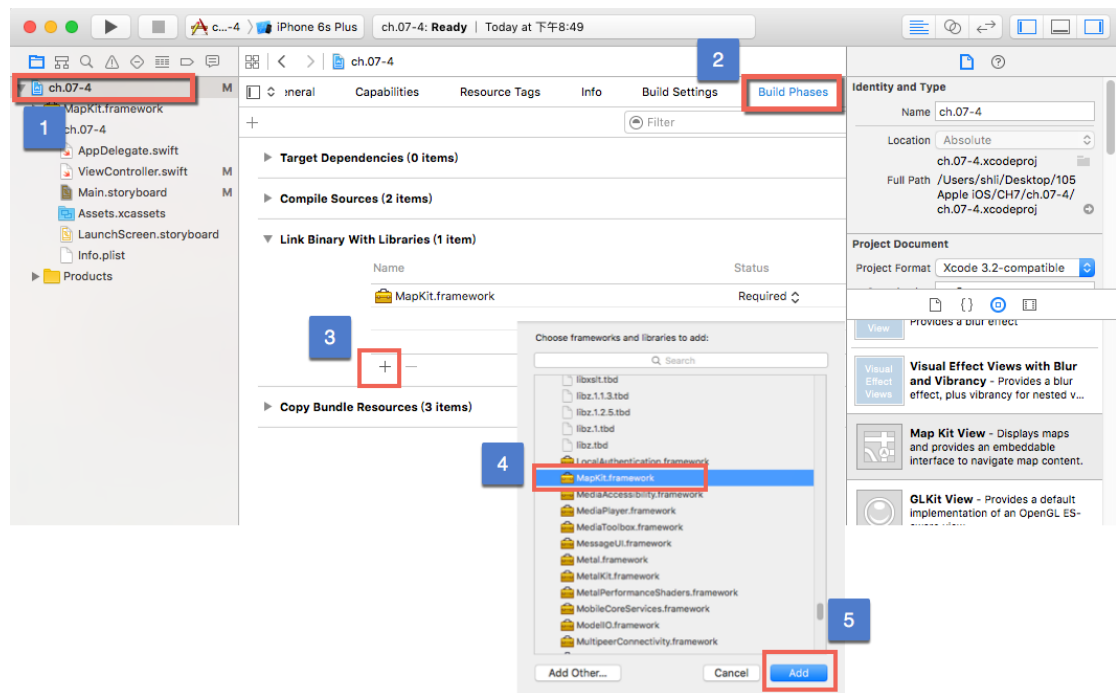 c...-4
iPhone 6s Plus
ch.07-4: Ready | Today at 下午8:49
ch.07-4
M
MapKit.framework
ch.07-4
AppDelegate.swift
ViewController.swift
M
Main.storyboard
M
Assets.xcassets
LaunchScreen.storyboard
Info.plist
Products
1
ch.07-4
2
eneral
Capabilities
Resource Tags
Info
Build Settings
Build Phases
Filter
Target Dependencies (0 items)
Compile Sources (2 items)
Link Binary With Libraries (1 item)
Name
Status
MapKit.framework
Required
3
Copy Bundle Resources (3 items)
Choose frameworks and libraries to add:
Search
libxslt.tbd
libz.1.1.3.tbd
libz.1.2.5.tbd
libz.1.tbd
libz.tbd
LocalAuthentication.framework
4
MapKit.framework
MediaAccessibility.framework
MediaPlayer.framework
MediaToolbox.framework
MessageUI.framework
Metal.framework
MetalKit.framework
MetalPerformanceShaders.framework
MobileCoreServices.framework
ModelIO.framework
MultipeerConnectivity.framework
5
Add Other...
Cancel
Add
Identity and Type
Name
ch.07-4
Location
Absolute
ch.07-4.xcodeproj
Full Path
/Users/shli/Desktop/105
Apple iOS/CH7/ch.07-4/
ch.07-4.xcodeproj
Project Document
Project Format
Xcode 3.2-compatible
View
Provides a blur effect
Visual
Effect
Views
Visual Effect Views with Blur
and Vibrancy - Provides a blur
effect, plus vibrancy for nested v...
Map Kit View - Displays maps
and provides an embeddable
interface to navigate map content.
GLKit View - Provides a default
implementation of an OpenGL ES-